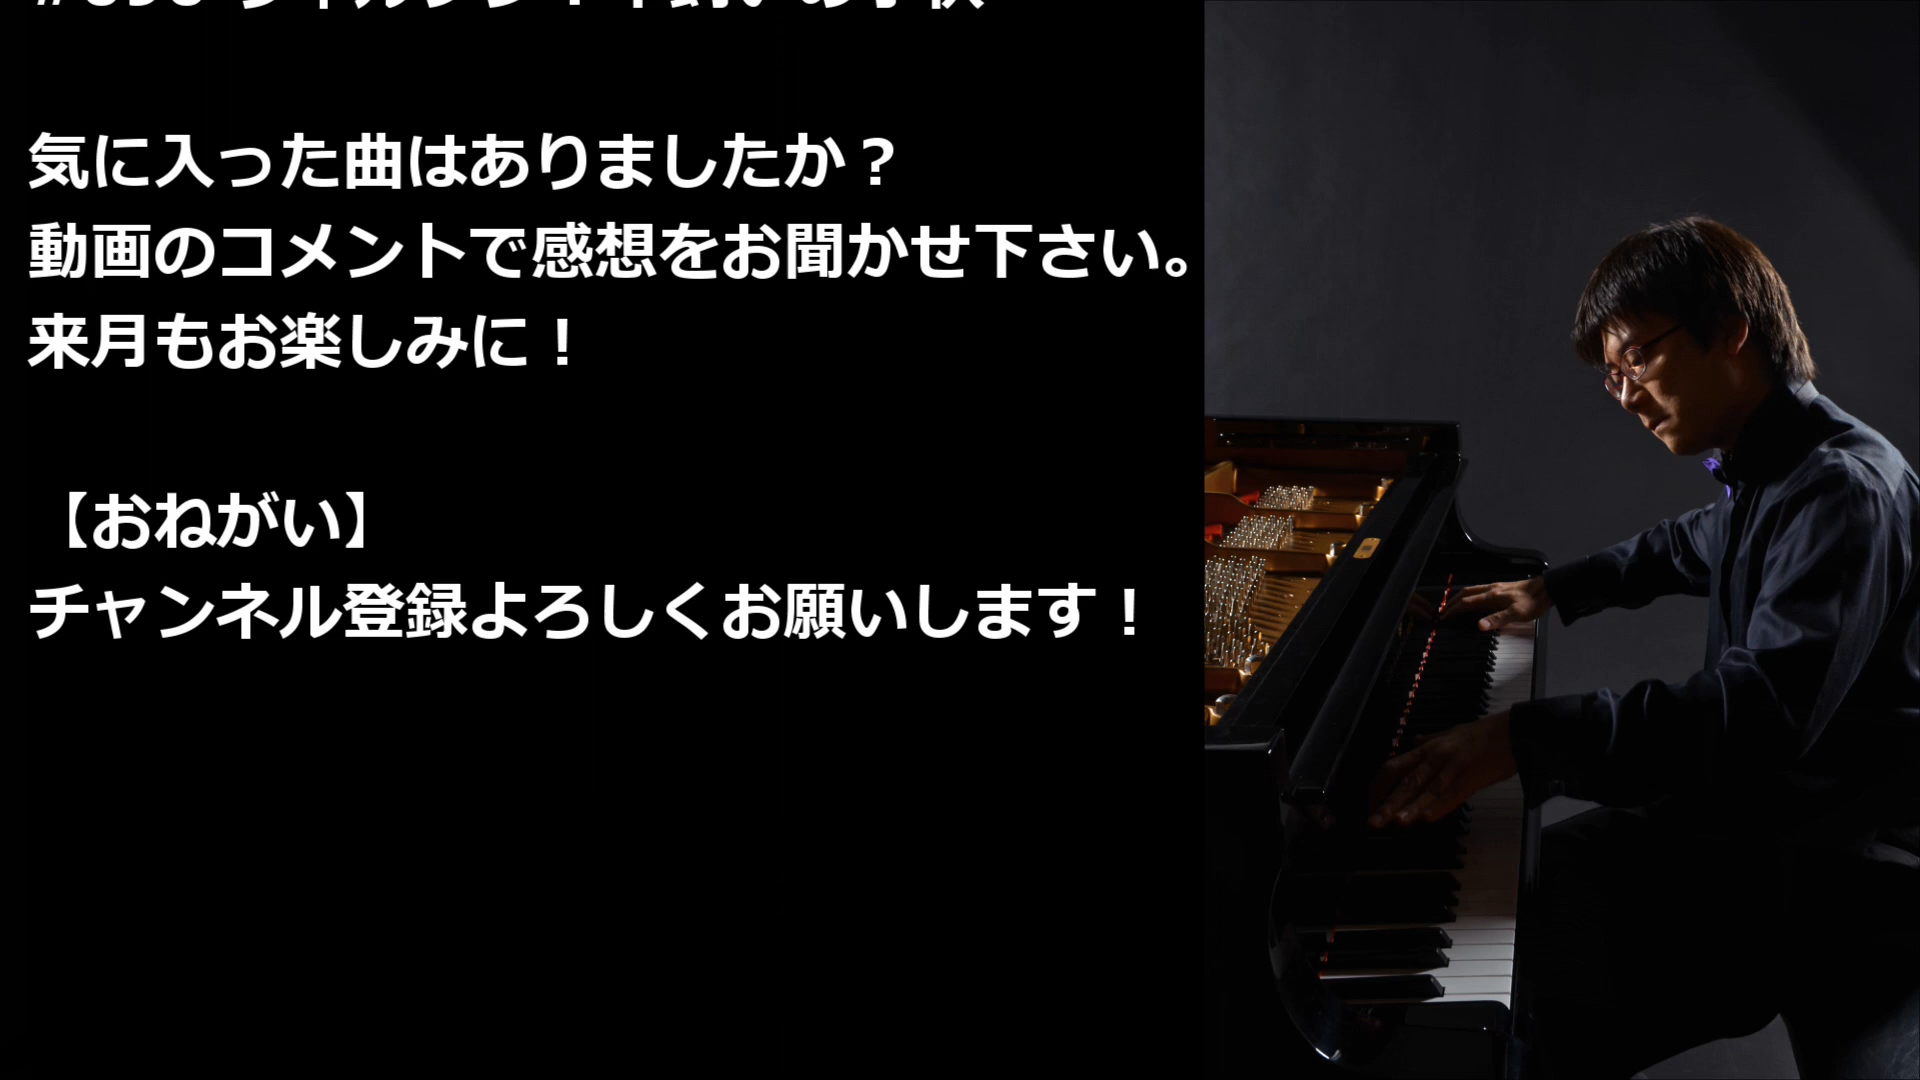 気に入った曲はありましたか？
動画のコメントで感想をお聞かせ下さい。
来月もお楽しみに！
【おねがい】
チャンネル登録よろしくお願いします！